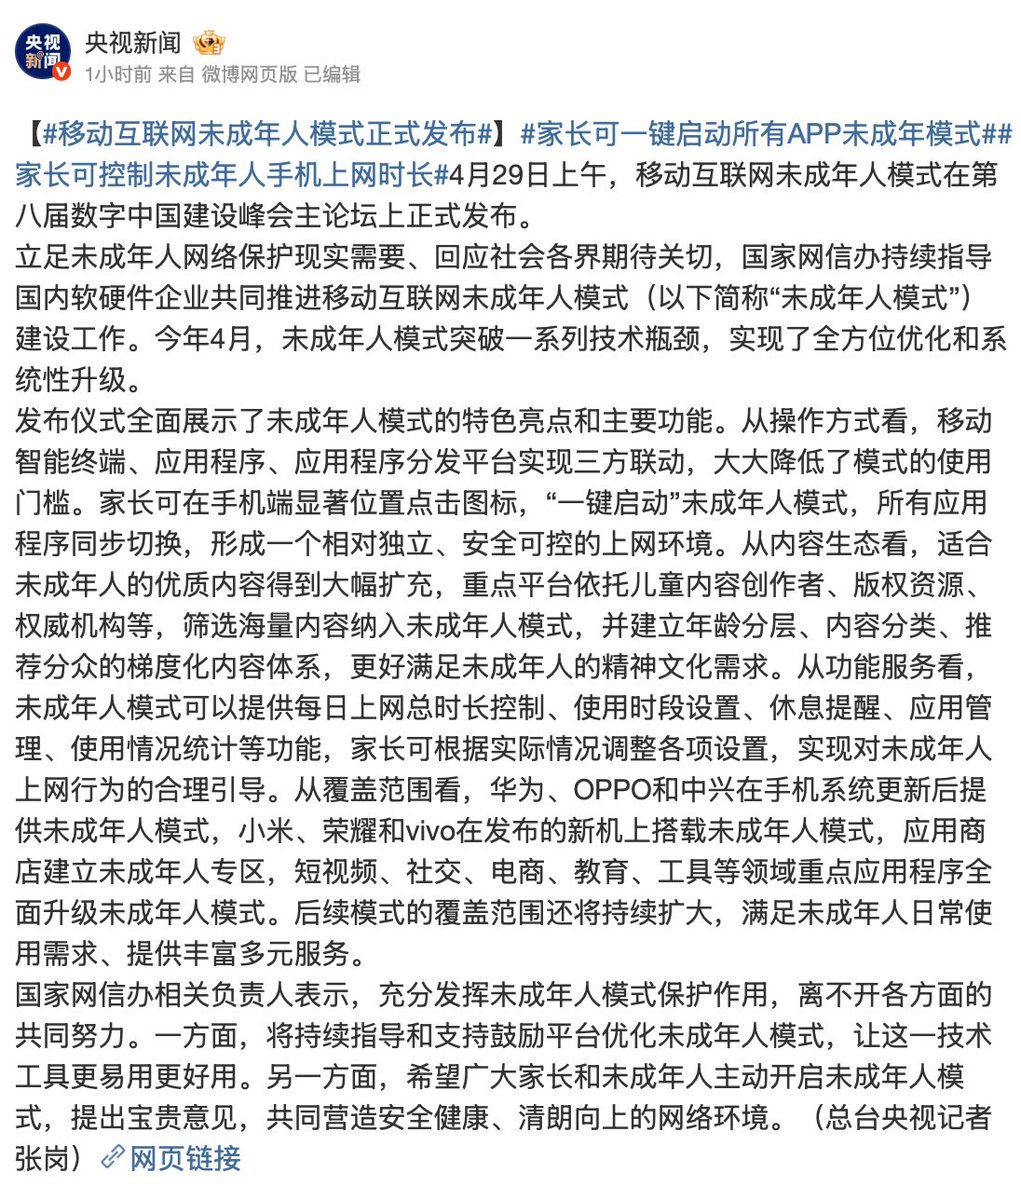 央视新闻
1小时前 来自 微博网页版 已编辑
【#移动互联网未成年人模式正式发布#】#家长可一键启动所有APP未成年模式##
家长可控制未成年人手机上网时长#4月29日上午，移动互联网未成年人模式在第
八届数字中国建设峰会主论坛上正式发布。
立足未成年人网络保护现实需要、回应社会各界期待关切，国家网信办持续指导
国内软硬件企业共同推进移动互联网未成年人模式（以下简称“未成年人模式”）
建设工作。今年4月，未成年人模式突破一系列技术瓶颈，实现了全方位优化和系
统性升级。
发布仪式全面展示了未成年人模式的特色亮点和主要功能。从操作方式看，移动
智能终端、应用程序、应用程序分发平台实现三方联动，大大降低了模式的使用
门槛。家长可在手机端显著位置点击图标，“一键启动”未成年人模式，所有应用
程序同步切换，形成一个相对独立、安全可控的上网环境。从内容生态看，适合
未成年人的优质内容得到大幅扩充，重点平台依托儿童内容创作者、版权资源、
权威机构等，筛选海量内容纳入未成年人模式，并建立年龄分层、内容分类、推
荐分众的梯度化内容体系，更好满足未成年人的精神文化需求。从功能服务看，
未成年人模式可以提供每日上网总时长控制、使用时段设置、休息提醒、应用管
理、使用情况统计等功能，家长可根据实际情况调整各项设置，实现对未成年人
上网行为的合理引导。从覆盖范围看，华为、OPPO和中兴在手机系统更新后提
供未成年人模式，小米、荣耀和vivo在发布的新机上搭载未成年人模式，应用商
店建立未成年人专区，短视频、社交、电商、教育、工具等领域重点应用程序全
面升级未成年人模式。后续模式的覆盖范围还将持续扩大，满足未成年人日常使
用需求、提供丰富多元服务。
国家网信办相关负责人表示，充分发挥未成年人模式保护作用，离不开各方面的
共同努力。一方面，将持续指导和支持鼓励平台优化未成年人模式，让这一技术
工具更易用更好用。另一方面，希望广大家长和未成年人主动开启未成年人模
式，提出宝贵意见，共同营造安全健康、清朗向上的网络环境。（总台央视记者
张岗）网页链接